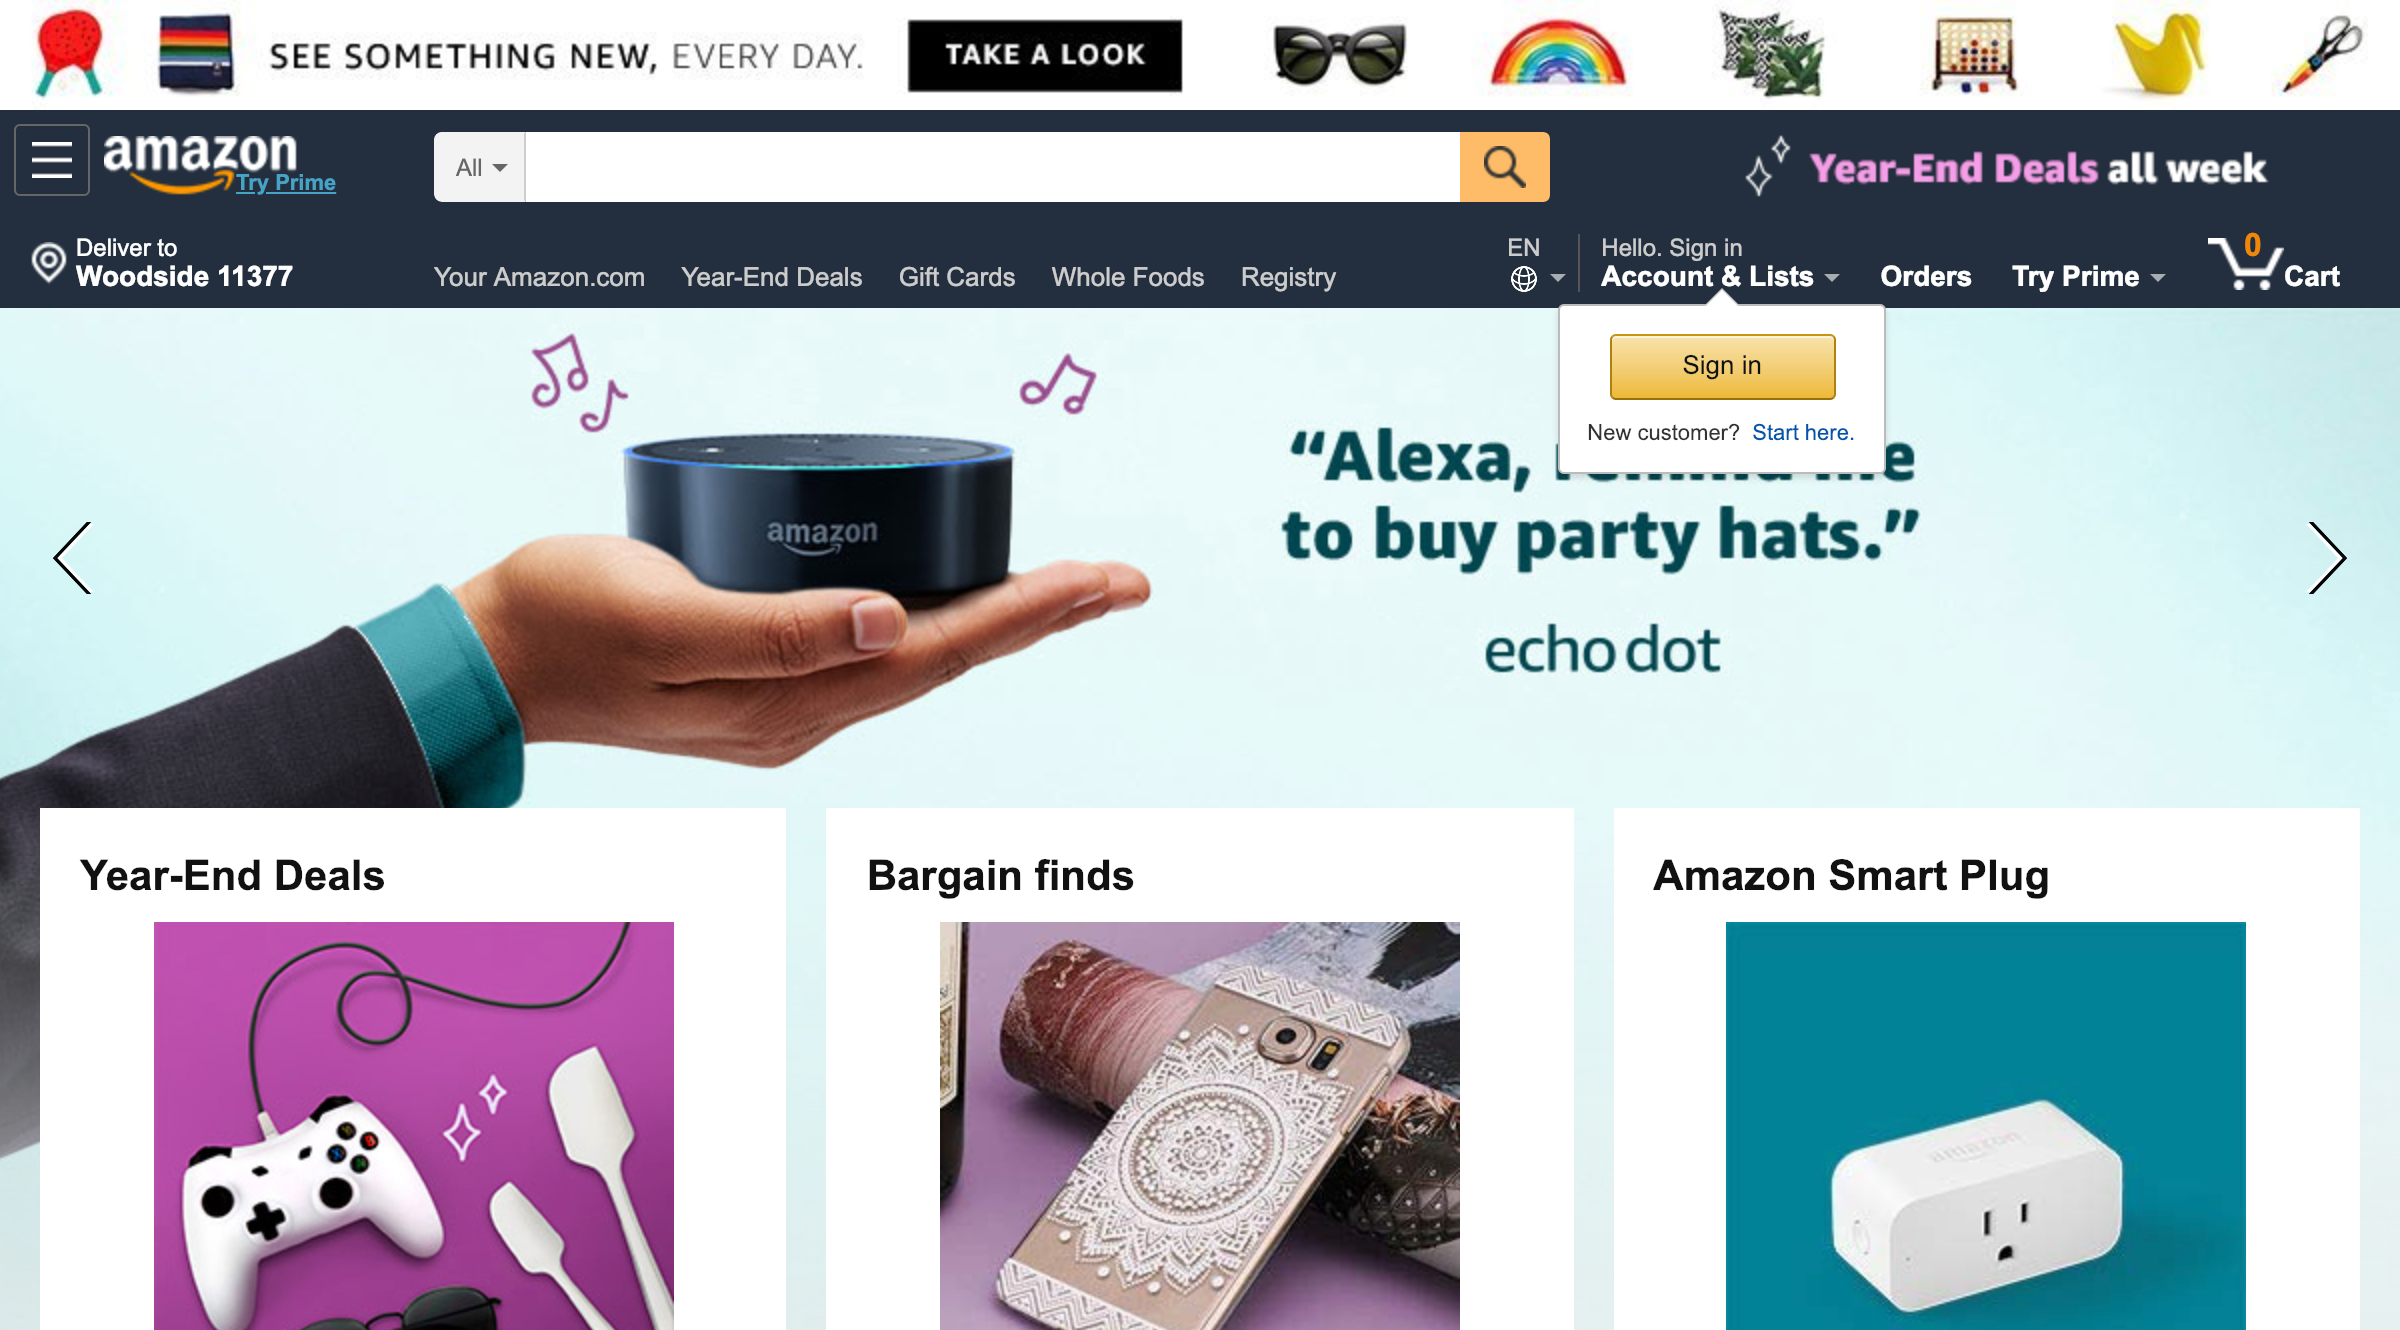 SEE SOMETHING NEW, EVERY DAY.
TAKE A LOOK
amazon
Try Prime
All
Year-End Deals all week
Deliver to
Woodside 11377
Your Amazon.com
Year-End Deals
Gift Cards
Whole Foods
Registry
EN
Hello. Sign in
Account & Lists
Orders
Try Prime
0
Cart
Sign in
New customer? Start here.
amazon
“Alexa, remind me
to buy party hats.”
echo dot
Year-End Deals
Bargain finds
Amazon Smart Plug
amazon